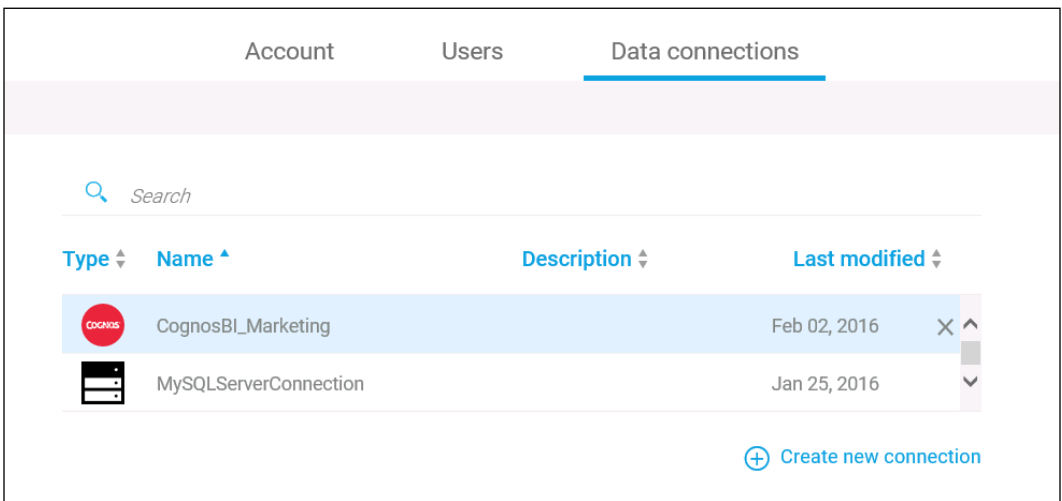 Account Users Data connections
Search
Type Name Description Last modified
COGNOS CognosBI_Marketing Feb 02, 2016
MySQLServerConnection Jan 25, 2016
Create new connection